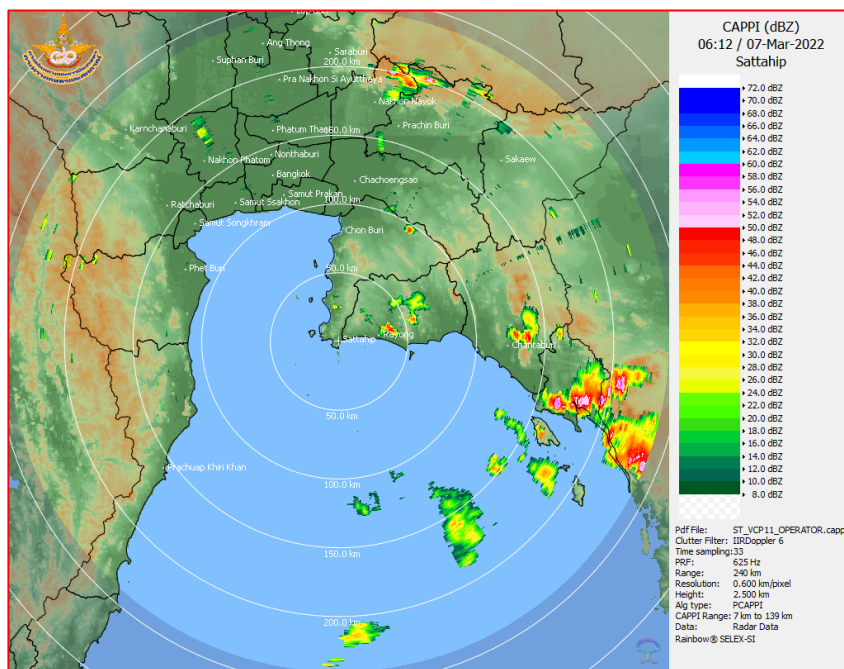 CAPPI (dBZ)
06:12 / 07-Mar-2022
Sattahip
72.0 dBZ
70.0 dBZ
68.0 dBZ
66.0 dBZ
64.0 dBZ
62.0 dBZ
60.0 dBZ
58.0 dBZ
56.0 dBZ
54.0 dBZ
52.0 dBZ
50.0 dBZ
48.0 dBZ
46.0 dBZ
44.0 dBZ
42.0 dBZ
40.0 dBZ
38.0 dBZ
36.0 dBZ
34.0 dBZ
32.0 dBZ
30.0 dBZ
28.0 dBZ
26.0 dBZ
24.0 dBZ
22.0 dBZ
20.0 dBZ
18.0 dBZ
16.0 dBZ
14.0 dBZ
12.0 dBZ
10.0 dBZ
8.0 dBZ
Pdf File: ST_VCP11_OPERATOR.capp
Clutter Filter: IIRDoppler 6
Time sampling: 33
PRF: 625 Hz
Range: 240 km
Resolution: 0.600 km/pixel
Height: 2.500 km
Alg type: PCAPPI
CAPPI Range: 7 km to 139 km
Data: Radar Data
Rainbow® SELEX-SI
Ang Thong
Saraburi
Suphan Buri
200.0 km
Pra Nakhon Si Ayutthaya
Nakhon Nayok
Karnchanaburi
Phatum Thani
Prachin Buri
Nonthaburi
Nakhon Phatom
Sakaew
Bangkok
Chachoengsao
Samut Prakan
Ratchaburi
Samut Ssakhon
100.0 km
Samut Songkhram
Chon Buri
Phet Buri
50.0 km
Rayong
Sattahip
Chantaburi
50.0 km
Prachuap Khiri Khan
100.0 km
150.0 km
200.0 km